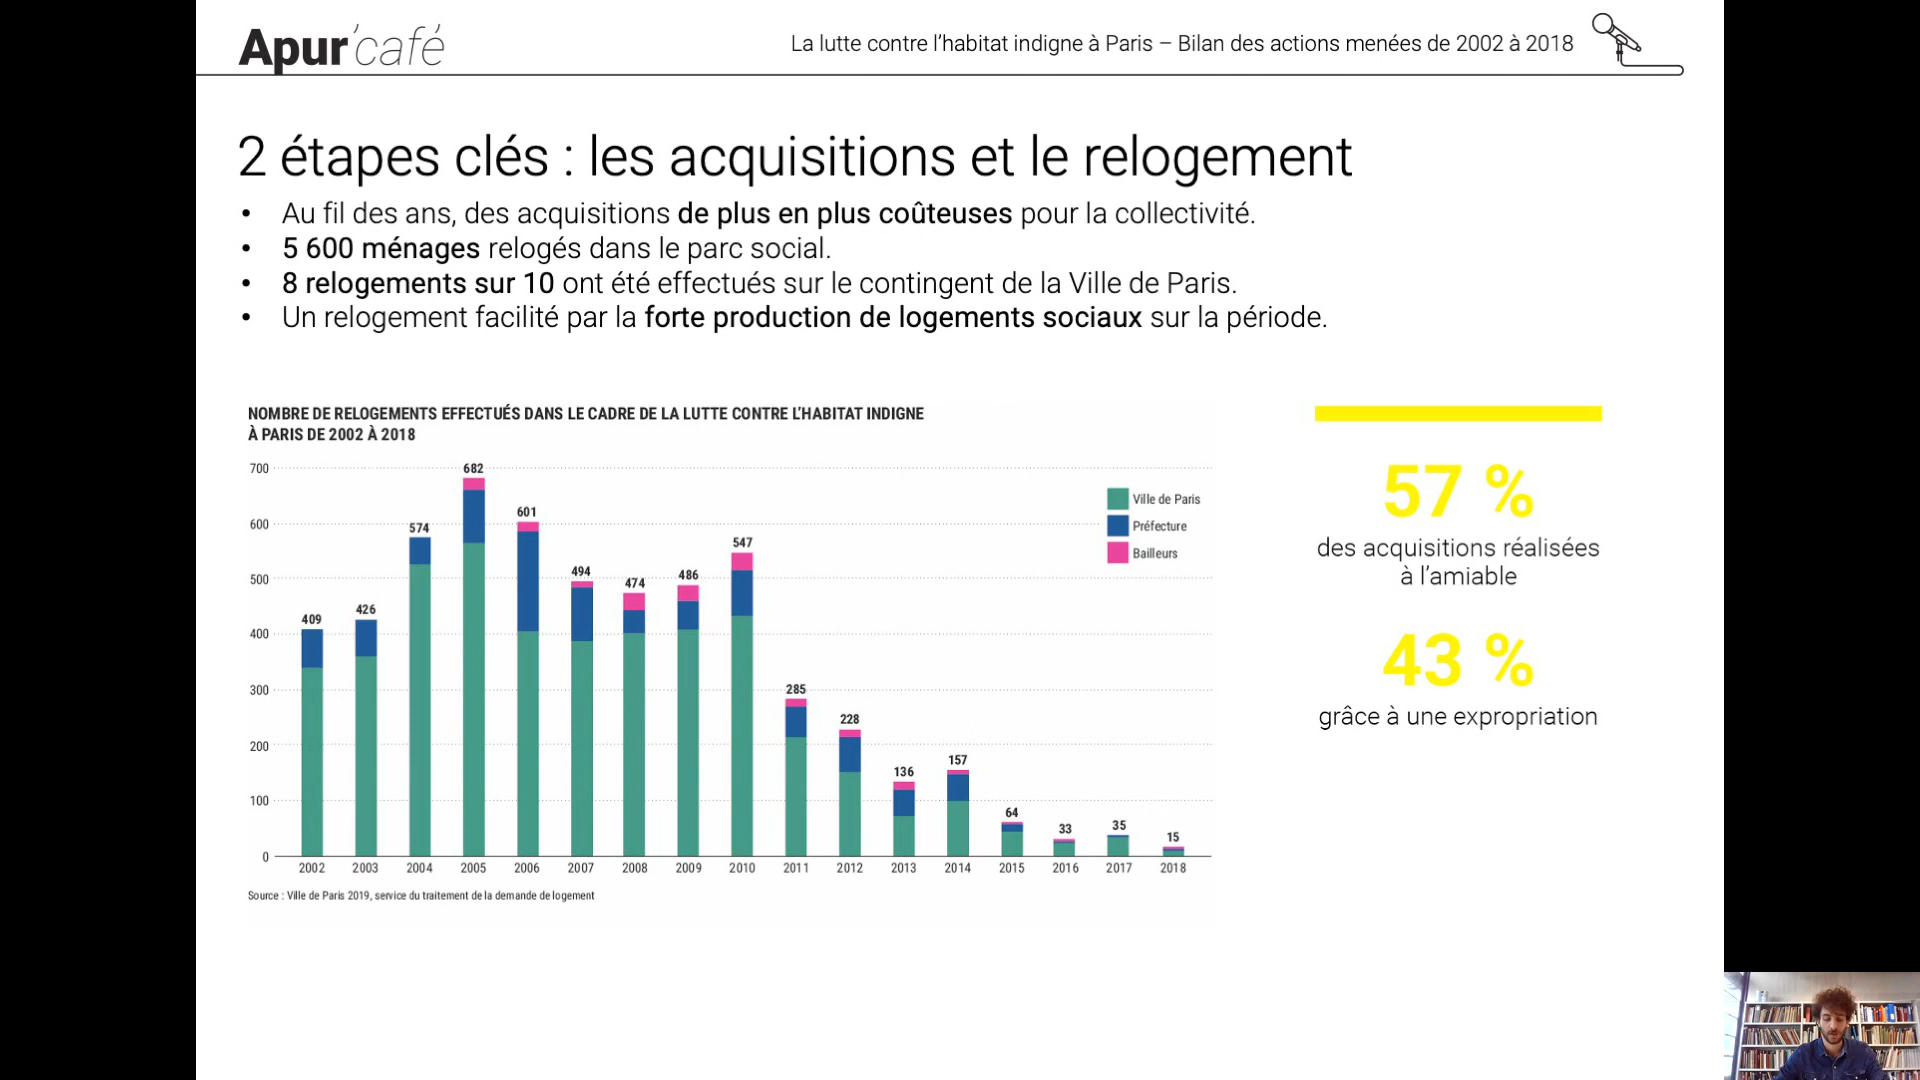 Apur'café
La lutte contre l'habitat indigne à Paris – Bilan des actions menées de 2002 à 2018
2 étapes clés : les acquisitions et le relogement
• Au fil des ans, des acquisitions de plus en plus coûteuses pour la collectivité.
• 5 600 ménages relogés dans le parc social.
• 8 relogements sur 10 ont été effectués sur le contingent de la Ville de Paris.
• Un relogement facilité par la forte production de logements sociaux sur la période.
NOMBRE DE RELOGEMENTS EFFECTUÉS DANS LE CADRE DE LA LUTTE CONTRE L'HABITAT INDIGNE
À PARIS DE 2002 À 2018
700
600
500
400
300
200
100
0
409
426
574
682
601
494
474
486
547
285
228
136
157
64
33
35
15
2002 2003 2004 2005 2006 2007 2008 2009 2010 2011 2012 2013 2014 2015 2016 2017 2018
Ville de Paris
Préfecture
Bailleurs
Source : Ville de Paris 2019, service du traitement de la demande de logement
57 %
des acquisitions réalisées
à l'amiable
43 %
grâce à une expropriation